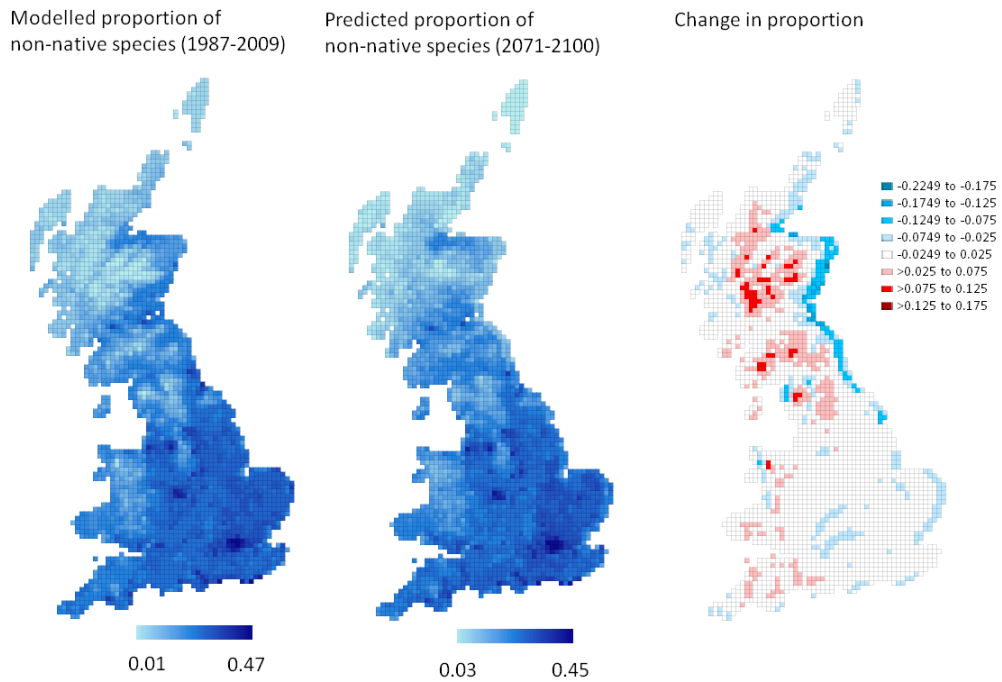 Modelled proportion of
non-native species (1987-2009)
Predicted proportion of
non-native species (2071-2100)
Change in proportion
-0.2249 to -0.175
-0.1749 to -0.125
-0.1249 to -0.075
-0.0749 to -0.025
-0.0249 to 0.025
>0.025 to 0.075
>0.075 to 0.125
>0.125 to 0.175
0.01 0.47
0.03 0.45